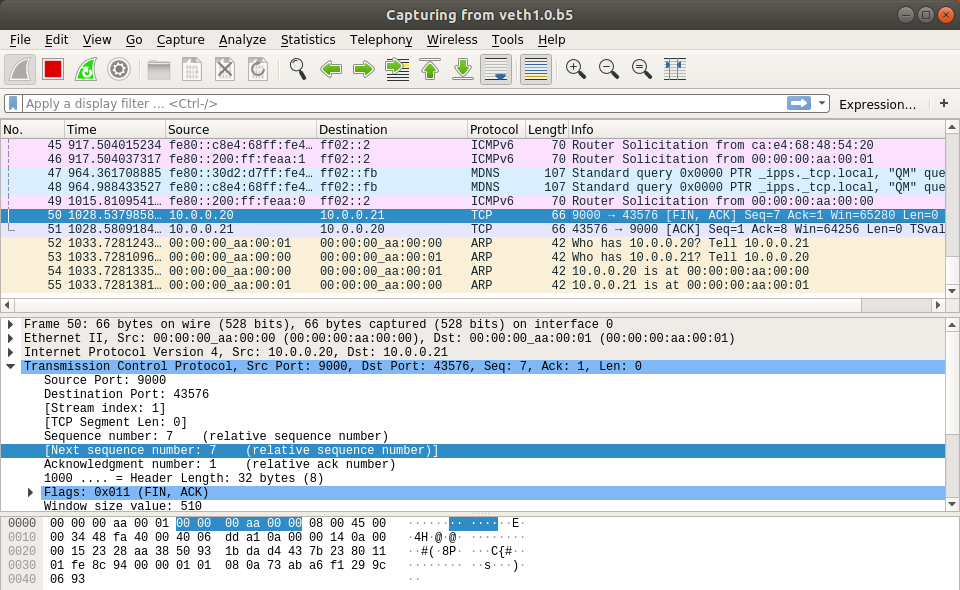 Capturing from veth1.0.b5
File Edit View Go Capture Analyze Statistics Telephony Wireless Tools Help
Apply a display filter ... <Ctrl-/> Expression... +
No. Time Source Destination Protocol Length Info
45 917.504015234 fe80::c8e4:68ff:fe4… ff02::2 ICMPv6 70 Router Solicitation from ca:e4:68:48:54:20
46 917.504037317 fe80::200:ff:feaa:1 ff02::2 ICMPv6 70 Router Solicitation from 00:00:00:aa:00:01
47 964.361708885 fe80::30d2:d7ff:fe4… ff02::fb MDNS 107 Standard query 0x0000 PTR _ipps._tcp.local, "QM" que
48 964.988433527 fe80::c8e4:68ff:fe4… ff02::fb MDNS 107 Standard query 0x0000 PTR _ipps._tcp.local, "QM" que
49 1015.8109541… fe80::200:ff:feaa:0 ff02::2 ICMPv6 70 Router Solicitation from 00:00:00:aa:00:00
50 1028.5379858… 10.0.0.20 10.0.0.21 TCP 66 9000 → 43576 [FIN, ACK] Seq=7 Ack=1 Win=65280 Len=0
51 1028.5809184… 10.0.0.21 10.0.0.20 TCP 66 43576 → 9000 [ACK] Seq=1 Ack=8 Win=64256 Len=0 TSval
52 1033.7281243… 00:00:00_aa:00:01 00:00:00_aa:00:00 ARP 42 Who has 10.0.0.20? Tell 10.0.0.21
53 1033.7281096… 00:00:00_aa:00:00 00:00:00_aa:00:01 ARP 42 Who has 10.0.0.21? Tell 10.0.0.20
54 1033.7281335… 00:00:00_aa:00:00 00:00:00_aa:00:01 ARP 42 10.0.0.20 is at 00:00:00:aa:00:00
55 1033.7281381… 00:00:00_aa:00:01 00:00:00_aa:00:00 ARP 42 10.0.0.21 is at 00:00:00:aa:00:01
Frame 50: 66 bytes on wire (528 bits), 66 bytes captured (528 bits) on interface 0
Ethernet II, Src: 00:00:00_aa:00:00 (00:00:00:aa:00:00), Dst: 00:00:00_aa:00:01 (00:00:00:aa:00:01)
Internet Protocol Version 4, Src: 10.0.0.20, Dst: 10.0.0.21
Transmission Control Protocol, Src Port: 9000, Dst Port: 43576, Seq: 7, Ack: 1, Len: 0
Source Port: 9000
Destination Port: 43576
[Stream index: 1]
[TCP Segment Len: 0]
Sequence number: 7 (relative sequence number)
[Next sequence number: 7 (relative sequence number)]
Acknowledgment number: 1 (relative ack number)
1000 .... = Header Length: 32 bytes (8)
Flags: 0x011 (FIN, ACK)
Window size value: 510
0000 00 00 00 aa 00 01 00 00 00 aa 00 00 08 00 45 00 ··············E·
0010 00 34 48 fa 40 00 40 06 dd a1 0a 00 00 14 0a 00 ·4H·@·@·········
0020 00 15 23 28 aa 38 50 93 1b da d4 43 7b 23 80 11 ··#(·8P····C{#··
0030 01 fe 8c 94 00 00 01 01 08 0a 73 ab a6 f1 29 9c ··········s···)·
0040 06 93 ··